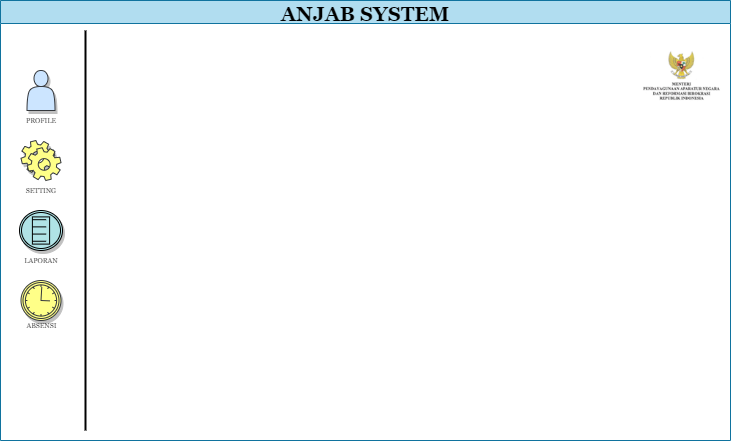 ANJAB SYSTEM
MENTERI
PENDAYAGUNAAN APARATUR NEGARA
DAN REFORMASI BIROKRASI
REPUBLIK INDONESIA
PROFILE
SETTING
LAPORAN
ABSENSI